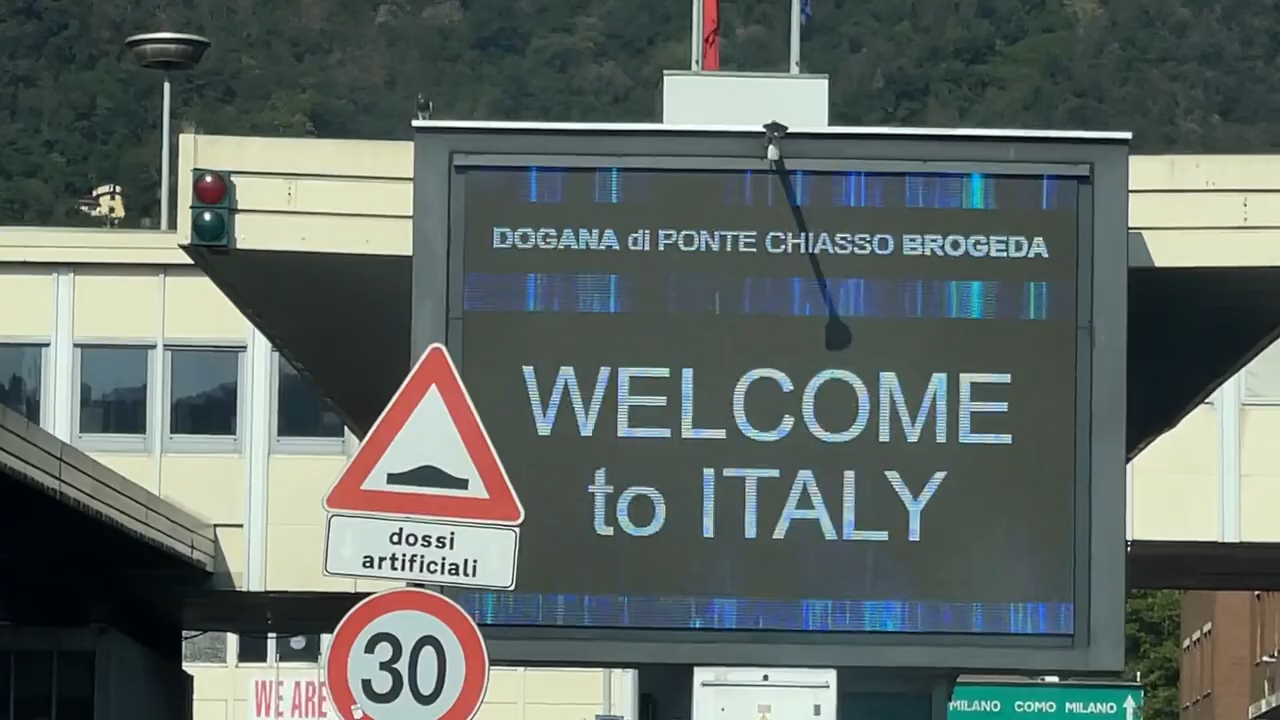 DOGANA di PONTE CHIASSO BROGEDA
WELCOME
to ITALY
dossi
artificiali
30
WE ARE
MILANO COMO MILANO